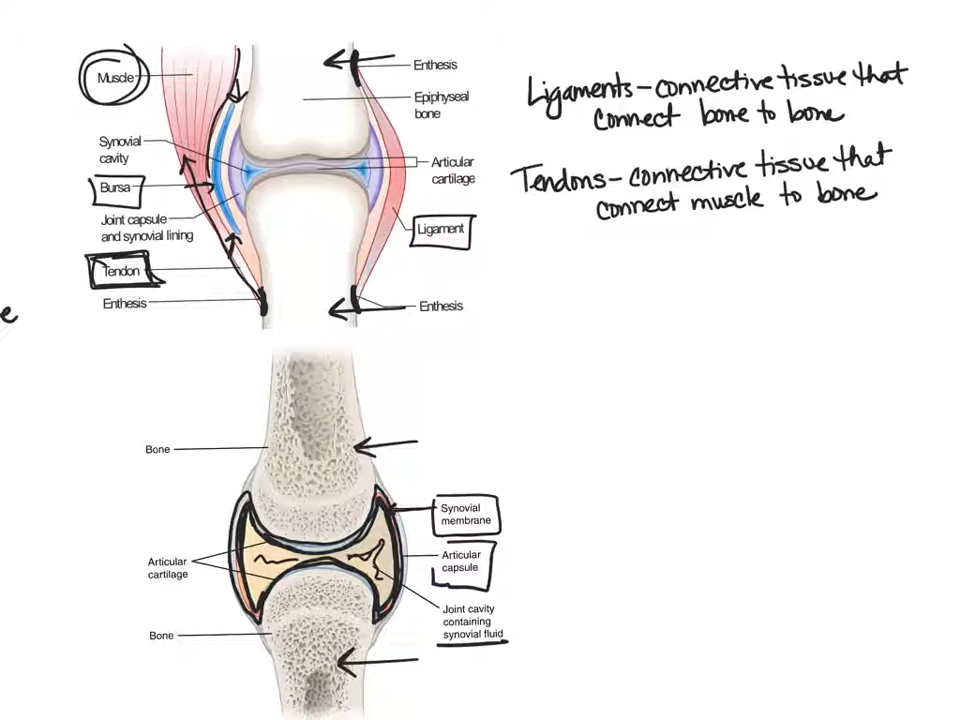 Muscle
Synovial
cavity
Bursa
Joint capsule
and synovial lining
Tendon
Enthesis
Enthesis
Epiphyseal
bone
Articular
cartilage
Ligament
Enthesis
Ligaments - connective tissue that
connect bone to bone
Tendons - connective tissue that
connect muscle to bone
e
Bone
Articular
cartilage
Bone
Synovial
membrane
Articular
capsule
Joint cavity
containing
synovial fluid